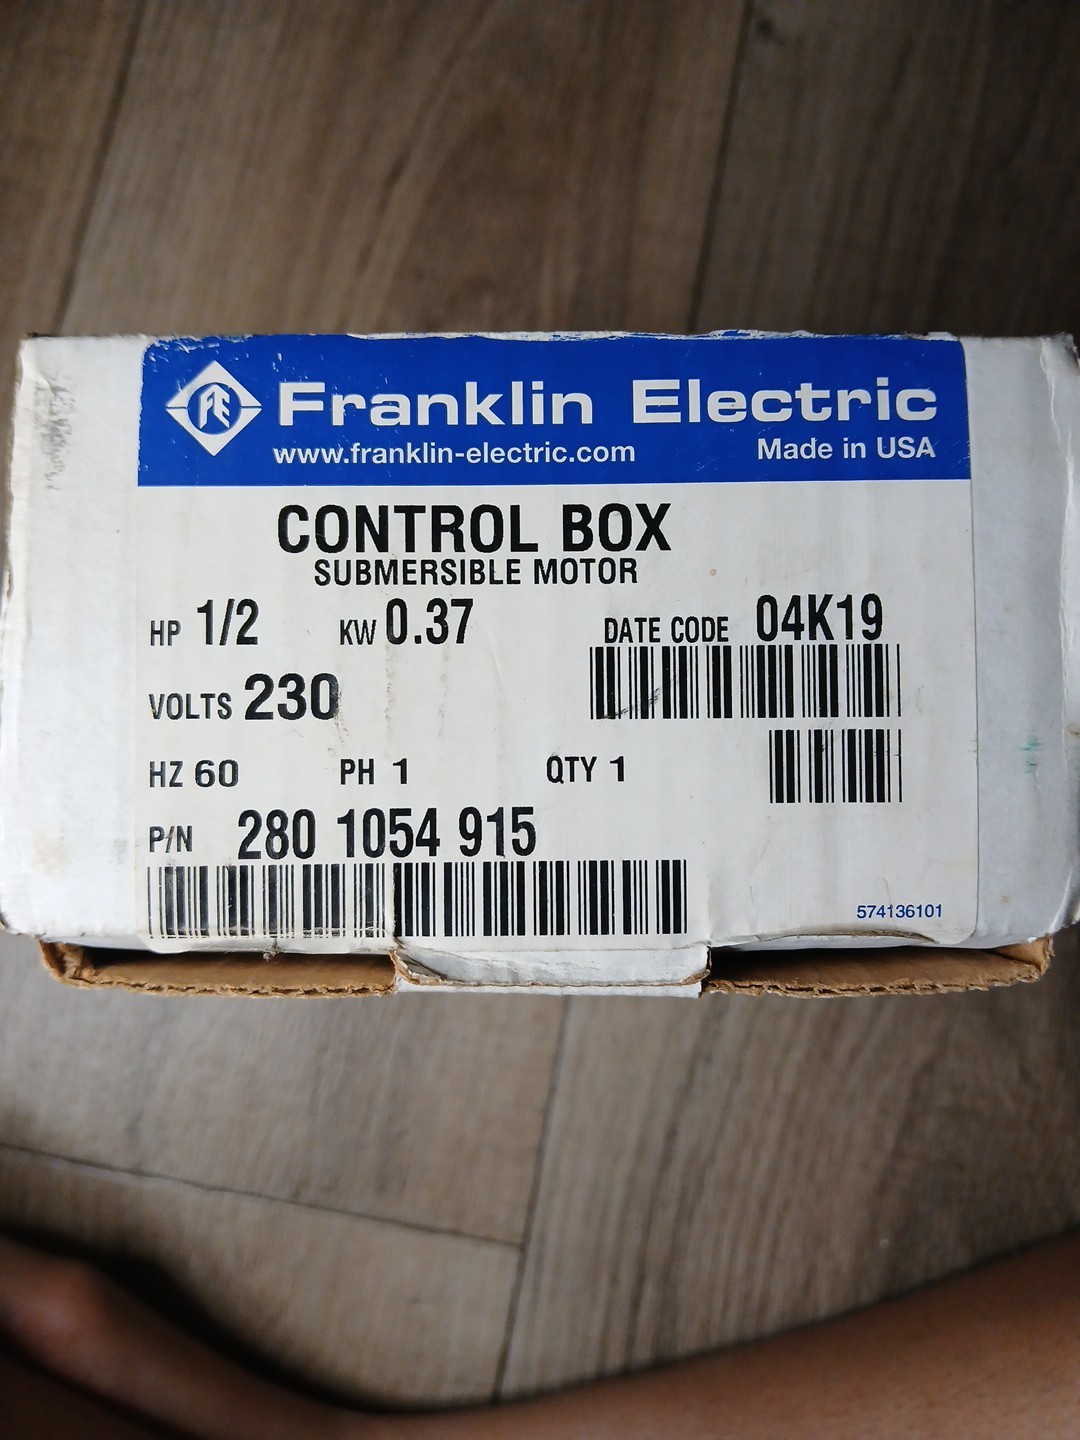 FE Franklin Electric
www.franklin-electric.com Made in USA
CONTROL BOX
SUBMERSIBLE MOTOR
HP 1/2 KW 0.37 DATE CODE 04K19
VOLTS 230
HZ 60 PH 1 QTY 1
P/N 280 1054 915
574136101